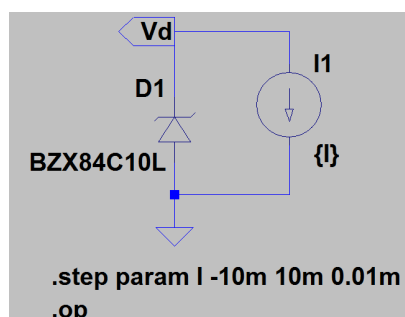 Vd
I1
D1
BZX84C10L
{I}
.step param I -10m 10m 0.01m
.op